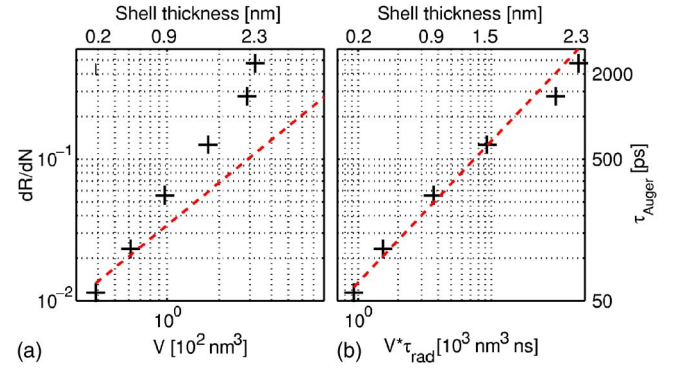 Shell thickness [nm] Shell thickness [nm]
0.2 0.9 2.3 0.2 0.9 1.5 2.3
2000
dR/dN
10⁻¹
500
τAuger [ps]
10⁻² 50
10⁰ 10⁰
(a) V [10² nm³] (b) V*τrad [10³ nm³ ns]